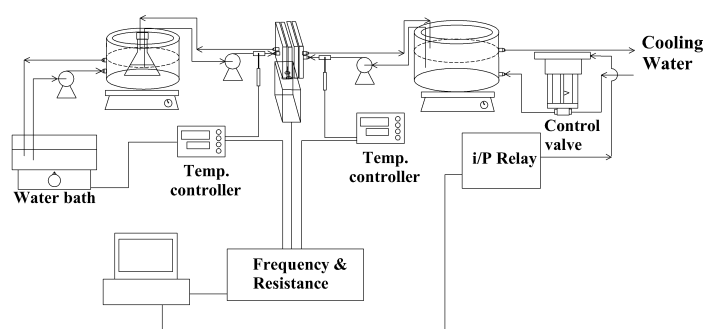 Cooling
Water
Control
valve
i/P Relay
Temp.
controller
Temp.
controller
Water bath
Frequency &
Resistance